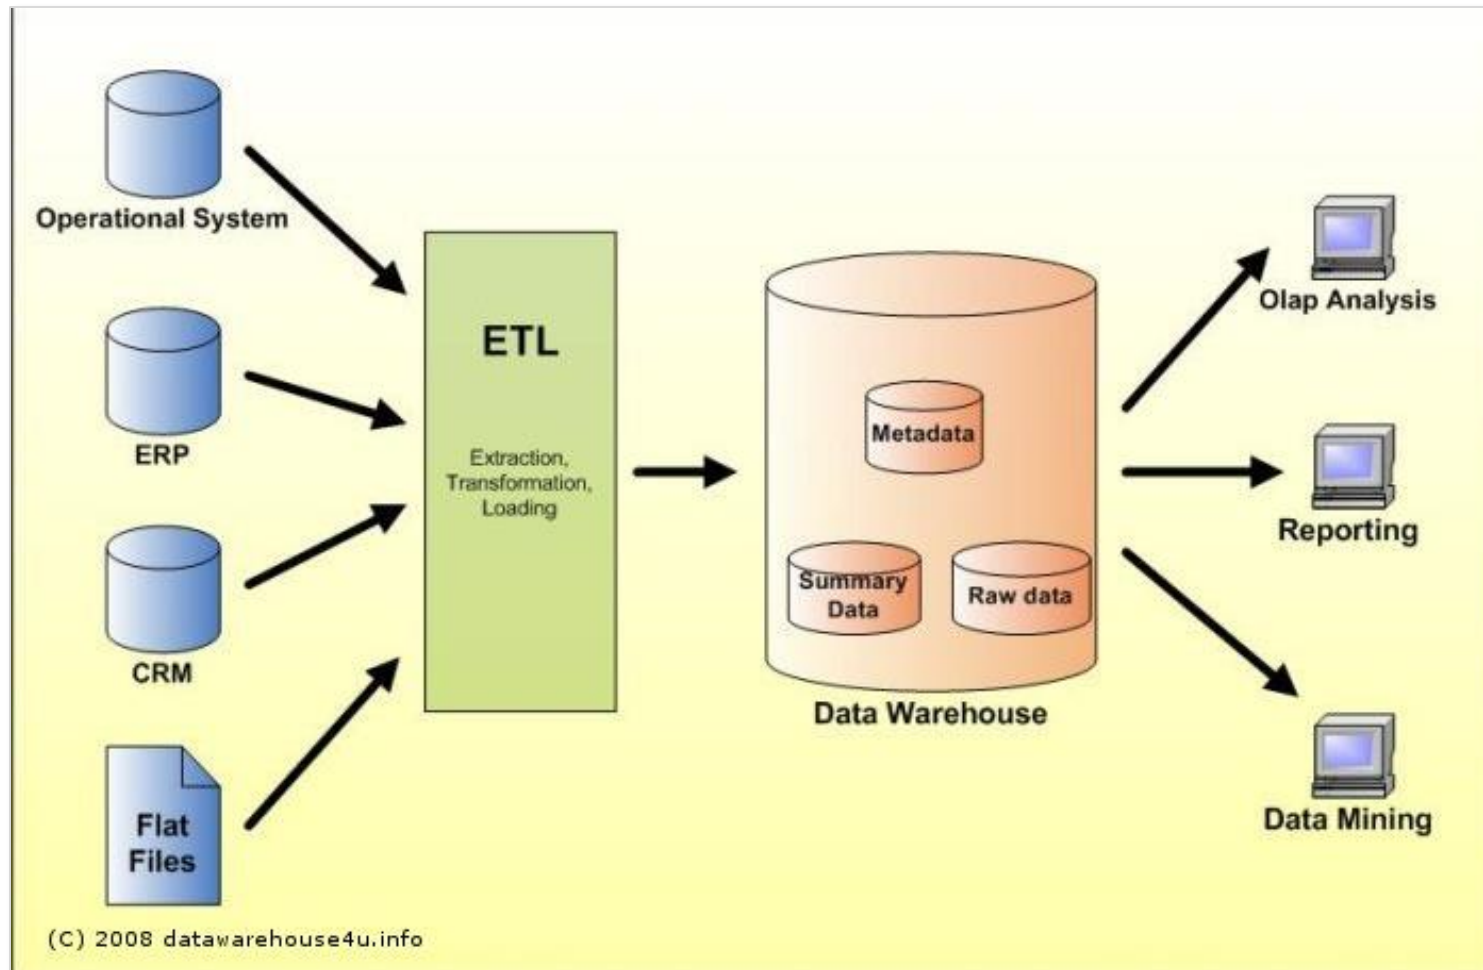 Operational System
ERP
CRM
Flat
Files
ETL
Extraction,
Transformation,
Loading
Metadata
Summary
Data
Raw data
Data Warehouse
Olap Analysis
Reporting
Data Mining
(C) 2008 datawarehouse4u.info